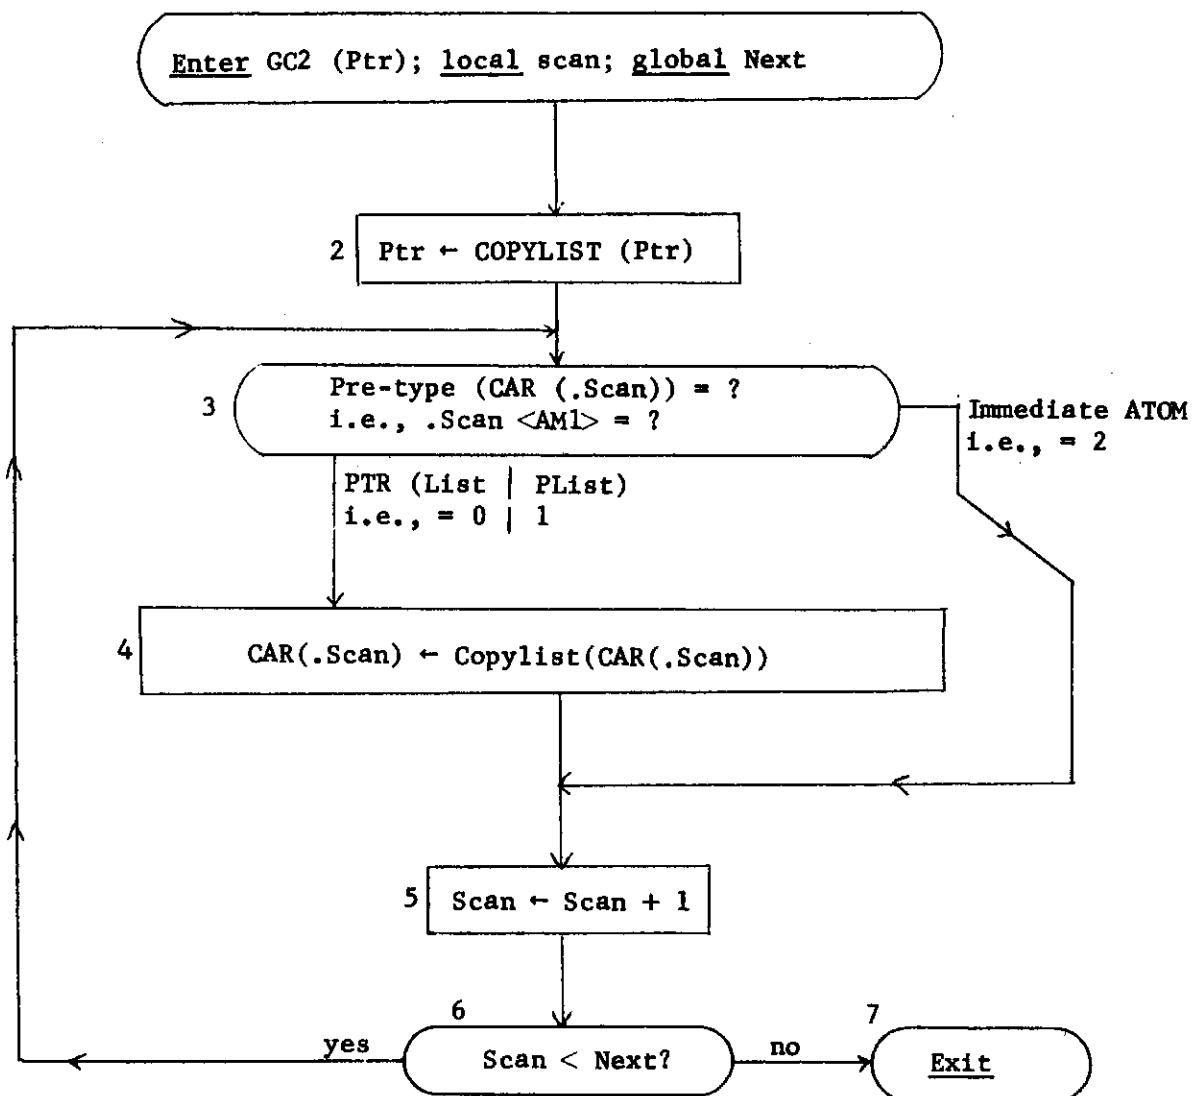 Enter GC2 (Ptr); local scan; global Next
2
Ptr ← COPYLIST (Ptr)
3
Pre-type (CAR (.Scan)) = ?
i.e., .Scan <AM1> = ?
Immediate ATOM
i.e., = 2
PTR (List | PList)
i.e., = 0 | 1
4
CAR(.Scan) ← Copylist(CAR(.Scan))
5
Scan ← Scan + 1
6
Scan < Next?
yes
no
7
Exit